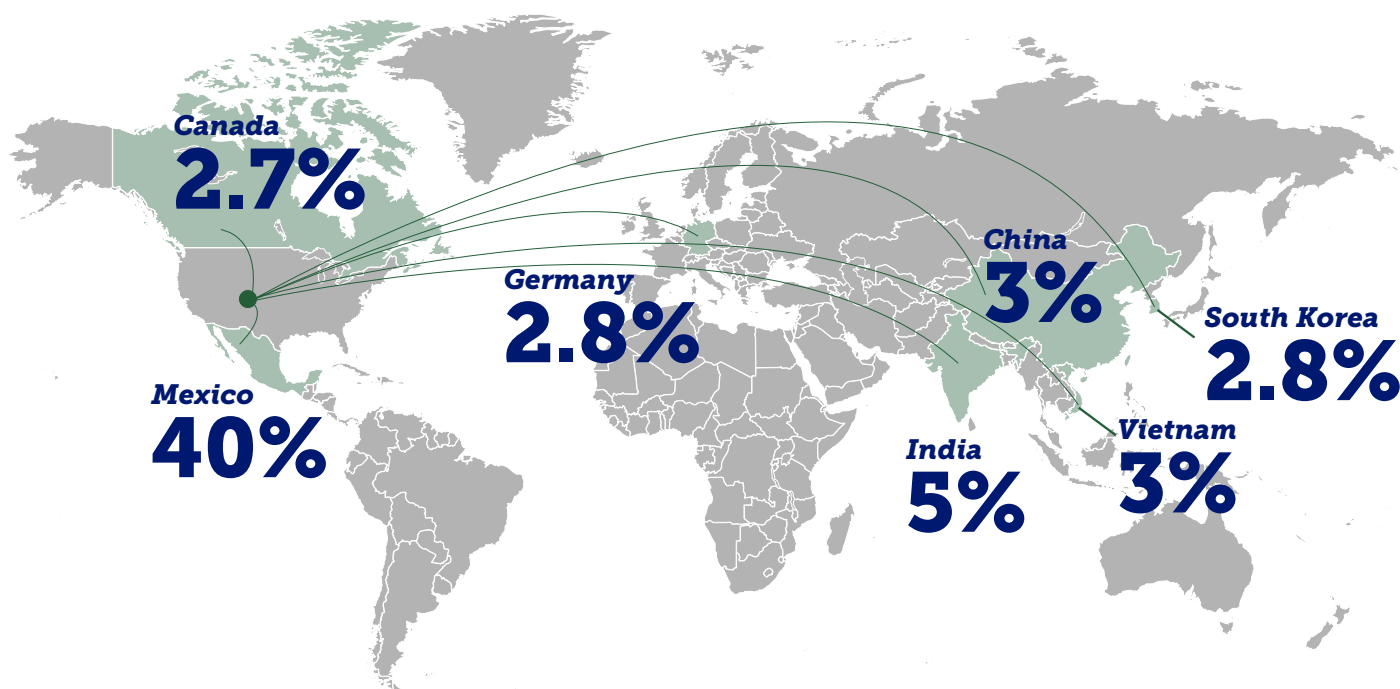 Canada
2.7%
China
3%
Germany
2.8%
South Korea
2.8%
Mexico
40%
Vietnam
3%
India
5%